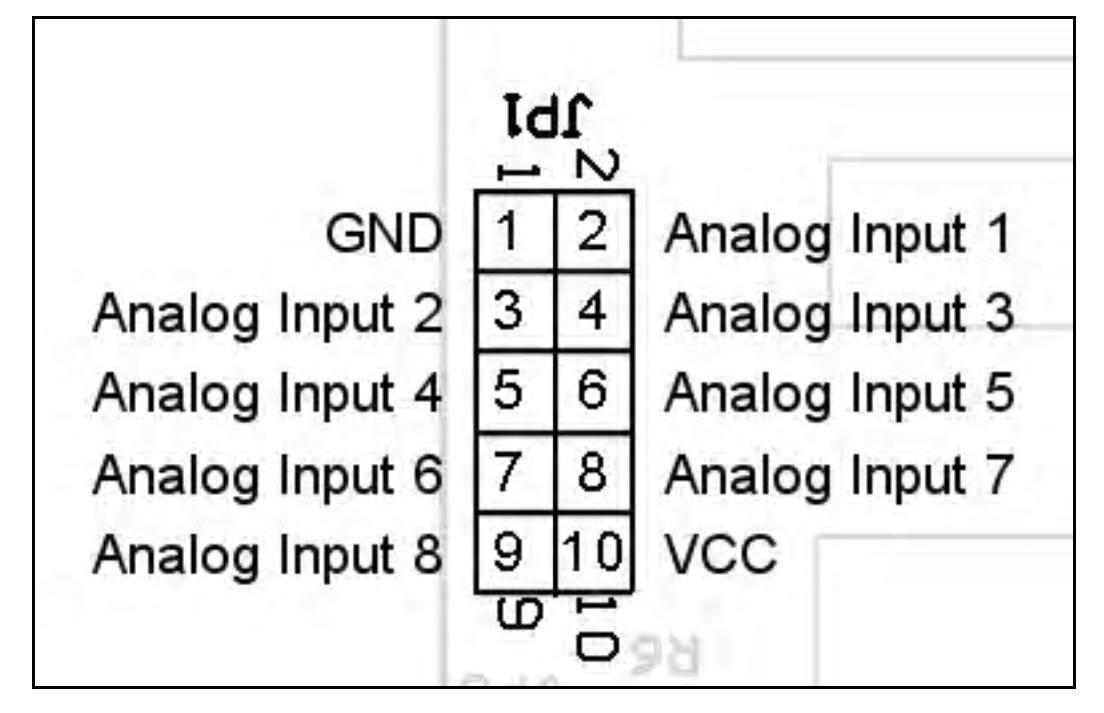 JP1
1 2
GND 1 2 Analog Input 1
Analog Input 2 3 4 Analog Input 3
Analog Input 4 5 6 Analog Input 5
Analog Input 6 7 8 Analog Input 7
Analog Input 8 9 10 VCC
9 10
R6